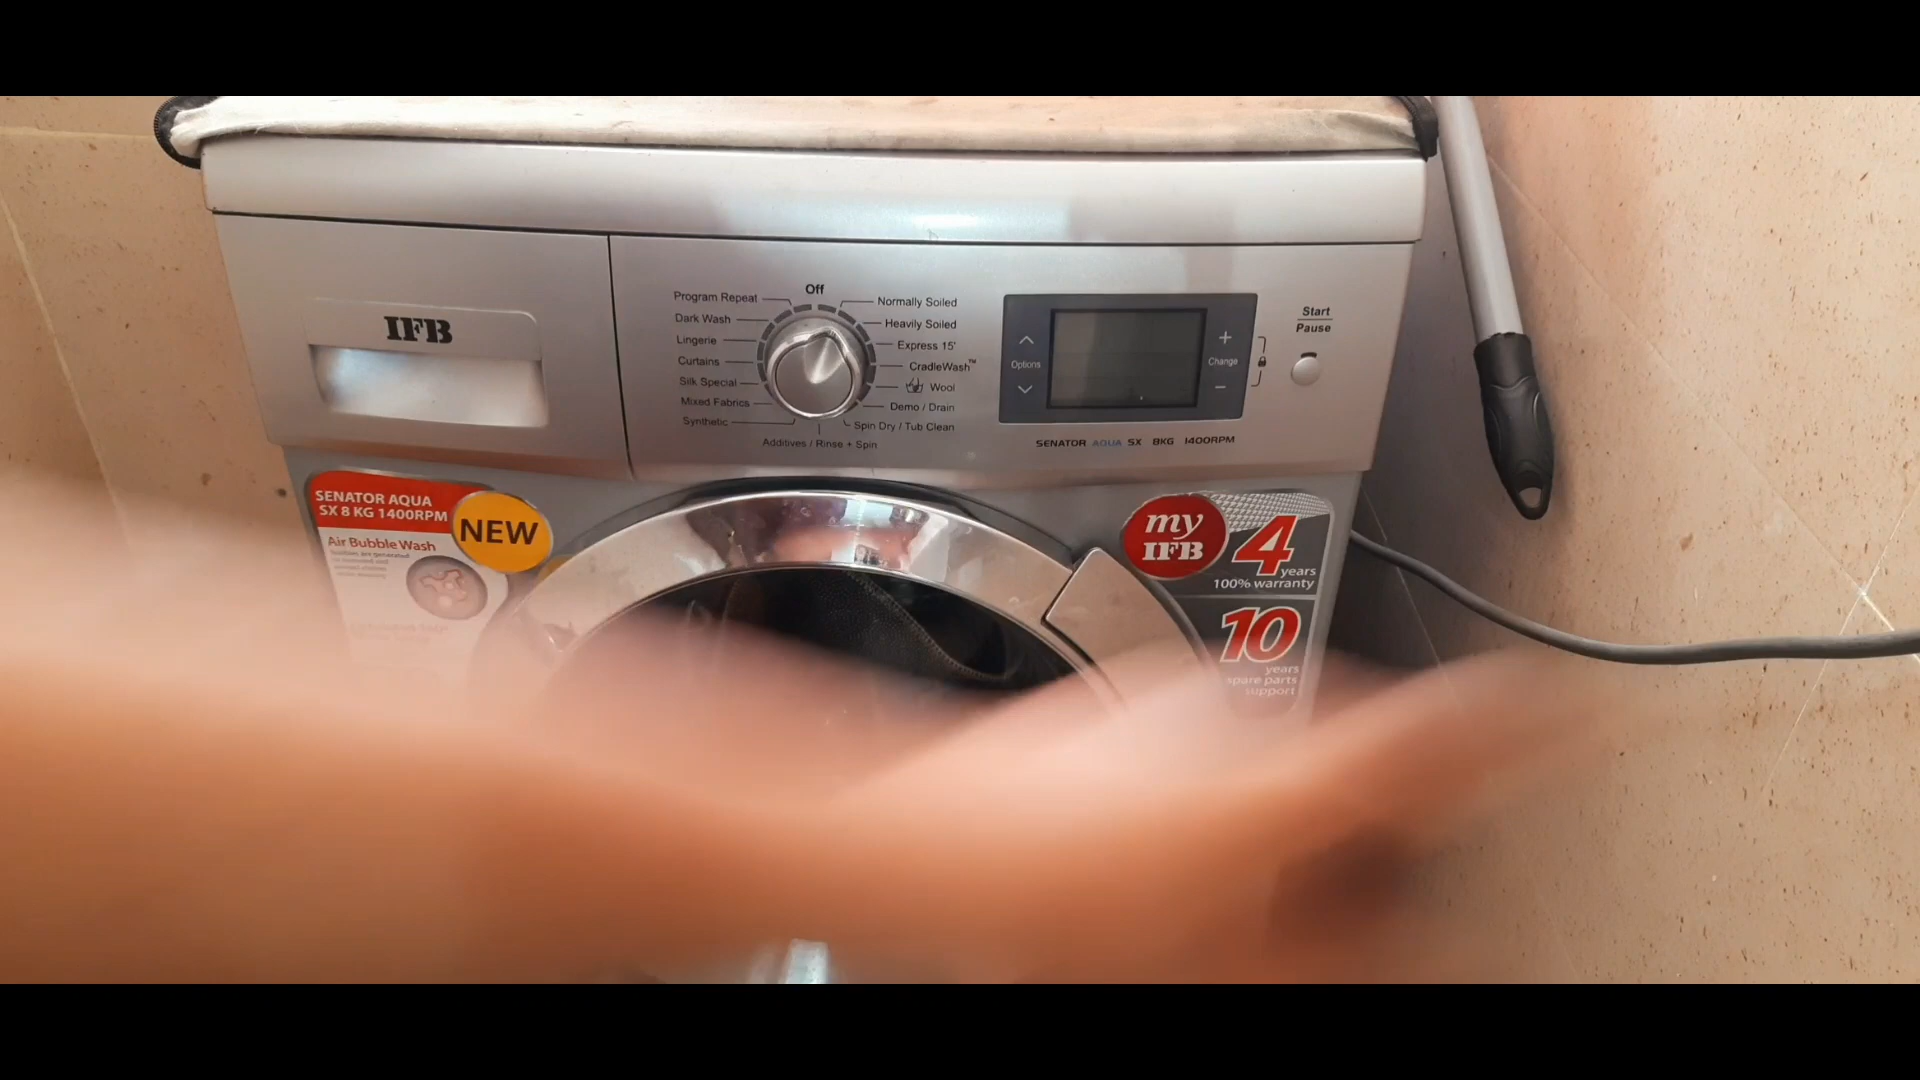 IFB
Off
Program Repeat
Dark Wash
Lingerie
Curtains
Silk Special
Mixed Fabrics
Synthetic
Additives / Rinse + Spin
Normally Soiled
Heavily Soiled
Express 15'
CradleWash™
Wool
Demo / Drain
Spin Dry / Tub Clean
Options
+
Change
-
Start
Pause
SENATOR AQUA SX 8KG 1400RPM
SENATOR AQUA
SX 8 KG 1400RPM
NEW
Air Bubble Wash
my
IFB
4
years
100% warranty
10
years
spare parts
support